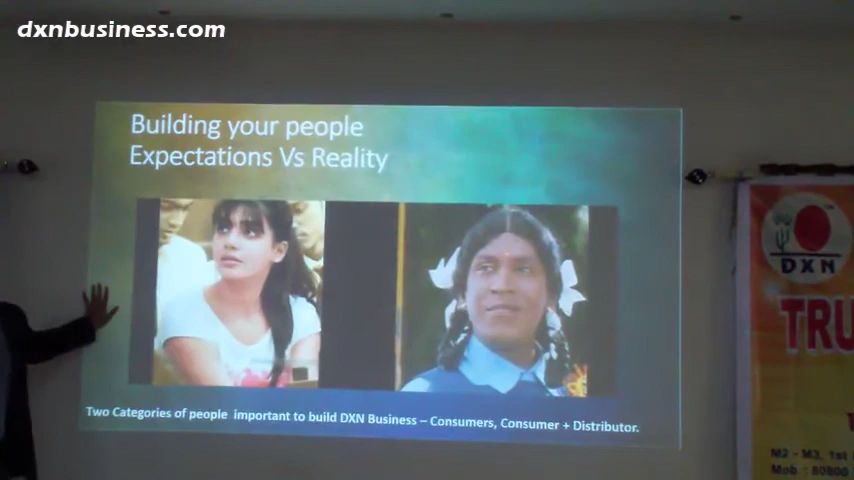 dxnbusiness.com
Building your people
Expectations Vs Reality
Two Categories of people important to build DXN Business – Consumers, Consumer + Distributor.
DXN
TRU
M2 - M3, 1st
Mob : 80800